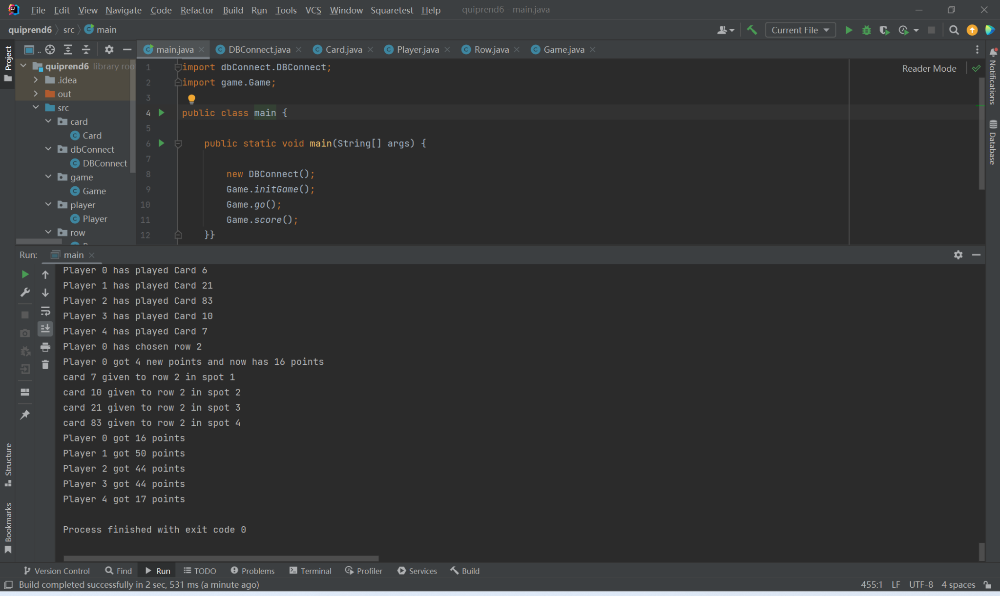 File Edit View Navigate Code Refactor Build Run Tools VCS Window Squaretest Help quiprend6 - main.java
quiprend6 src main
Current File
Project
.. main.java DBConnect.java Card.java Player.java Row.java Game.java
quiprend6 library roo
.idea
out
src
card
Card
dbConnect
DBConnect
game
Game
player
Player
row
1 import dbConnect.DBConnect;
2 import game.Game;
3
4 public class main {
5
6 public static void main(String[] args) {
7
8 new DBConnect();
9 Game.initGame();
10 Game.go();
11 Game.score();
12 }}
Reader Mode
Notifications
Database
Run: main
Player 0 has played Card 6
Player 1 has played Card 21
Player 2 has played Card 83
Player 3 has played Card 10
Player 4 has played Card 7
Player 0 has chosen row 2
Player 0 got 4 new points and now has 16 points
card 7 given to row 2 in spot 1
card 10 given to row 2 in spot 2
card 21 given to row 2 in spot 3
card 83 given to row 2 in spot 4
Player 0 got 16 points
Player 1 got 50 points
Player 2 got 44 points
Player 3 got 44 points
Player 4 got 17 points
Process finished with exit code 0
Structure
Bookmarks
Version Control Find Run TODO Problems Terminal Profiler Services Build
Build completed successfully in 2 sec, 531 ms (a minute ago) 455:1 LF UTF-8 4 spaces